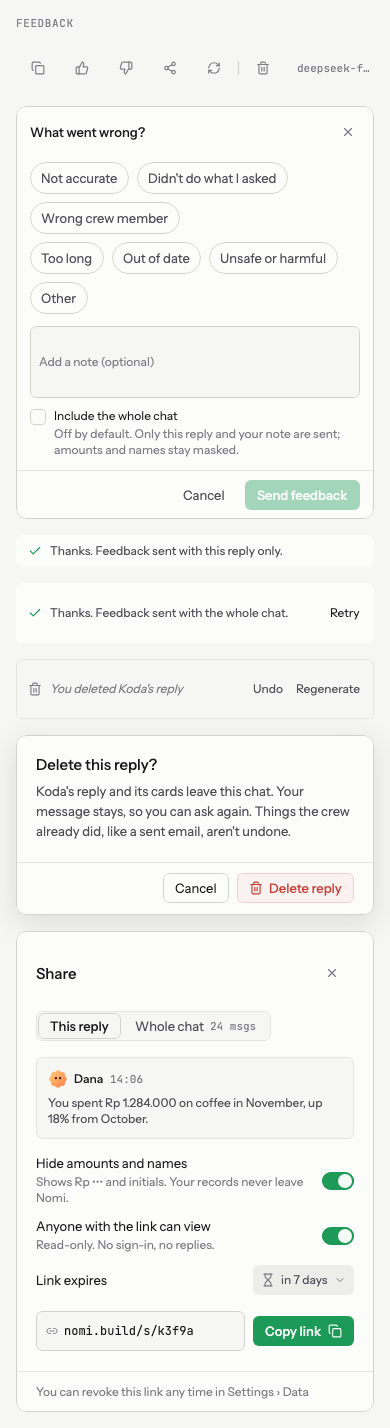 FEEDBACK
deepseek-f…
What went wrong?
Not accurate
Didn't do what I asked
Wrong crew member
Too long
Out of date
Unsafe or harmful
Other
Add a note (optional)
Include the whole chat
Off by default. Only this reply and your note are sent;
amounts and names stay masked.
Cancel
Send feedback
Thanks. Feedback sent with this reply only.
Thanks. Feedback sent with the whole chat.
Retry
You deleted Koda's reply
Undo
Regenerate
Delete this reply?
Koda's reply and its cards leave this chat. Your
message stays, so you can ask again. Things the crew
already did, like a sent email, aren't undone.
Cancel
Delete reply
Share
This reply
Whole chat 24 msgs
Dana 14:06
You spent Rp 1.284.000 on coffee in November, up
18% from October.
Hide amounts and names
Shows Rp ••• and initials. Your records never leave
Nomi.
Anyone with the link can view
Read-only. No sign-in, no replies.
Link expires
in 7 days
nomi.build/s/k3f9a
Copy link
You can revoke this link any time in Settings › Data